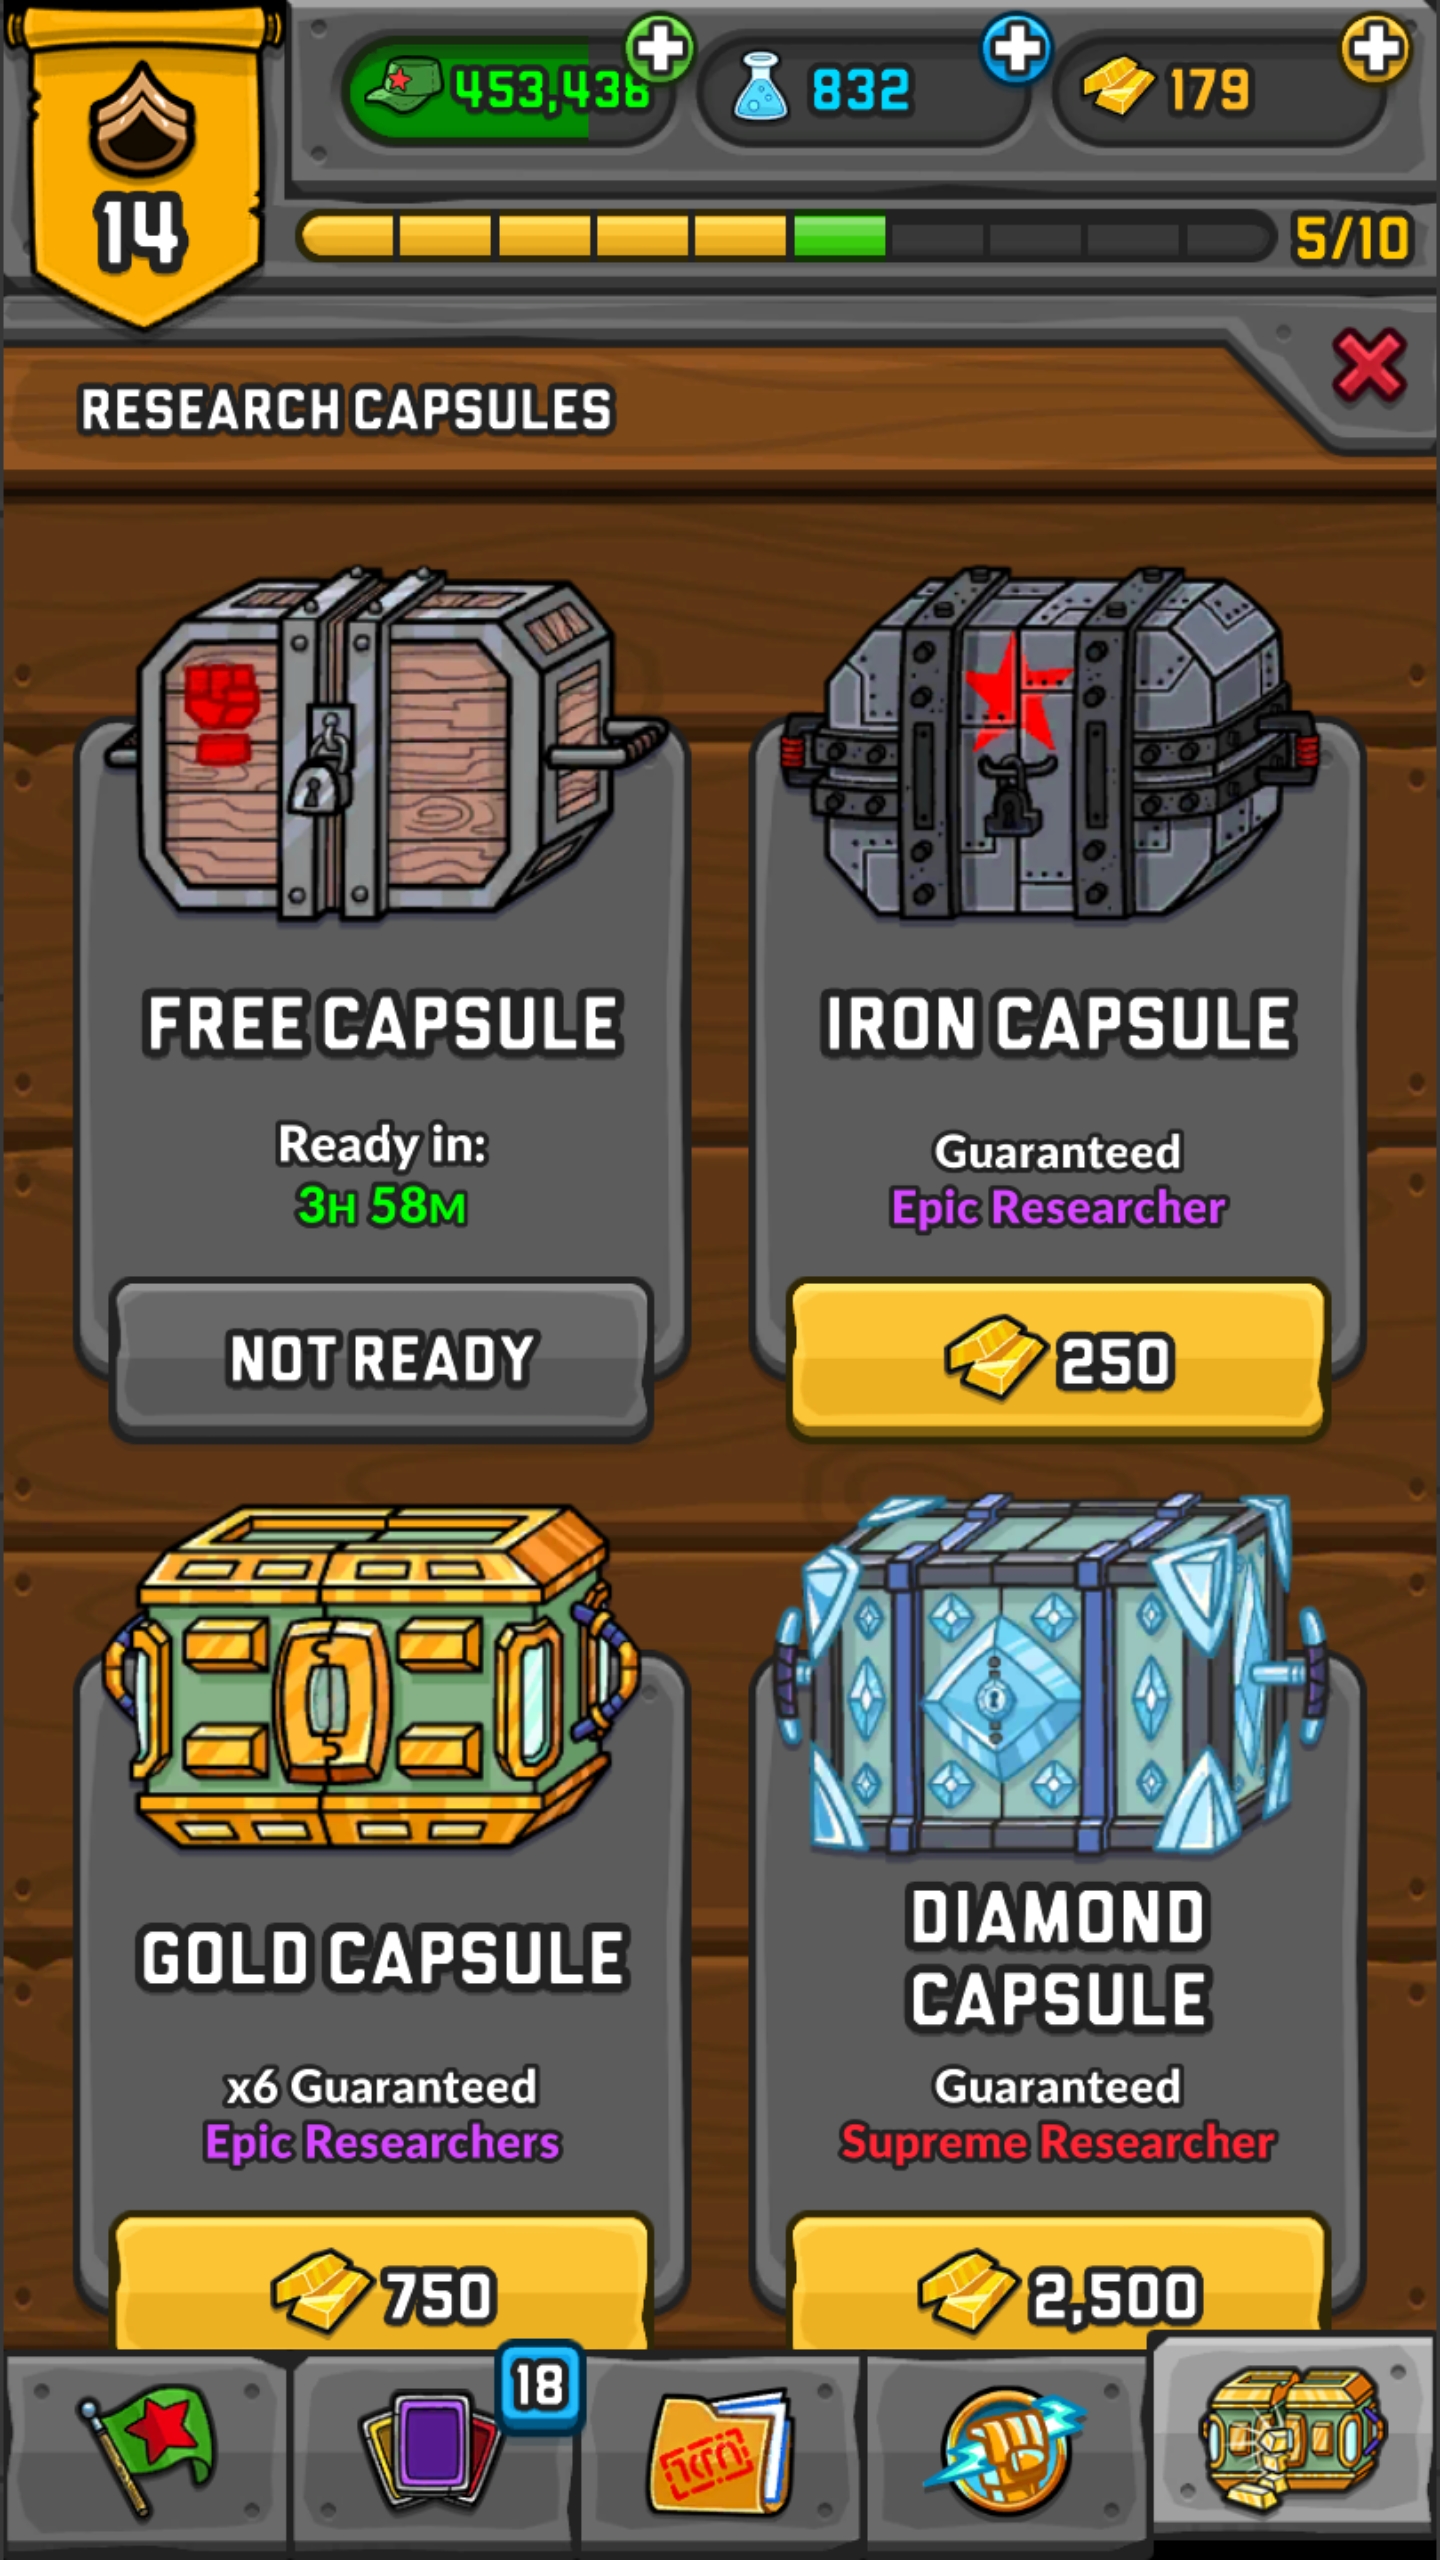 453,438
832
179
14
5/10
RESEARCH CAPSULES
FREE CAPSULE
Ready in:
3H 58M
NOT READY
IRON CAPSULE
Guaranteed
Epic Researcher
250
GOLD CAPSULE
x6 Guaranteed
Epic Researchers
750
DIAMOND
CAPSULE
Guaranteed
Supreme Researcher
2,500
18